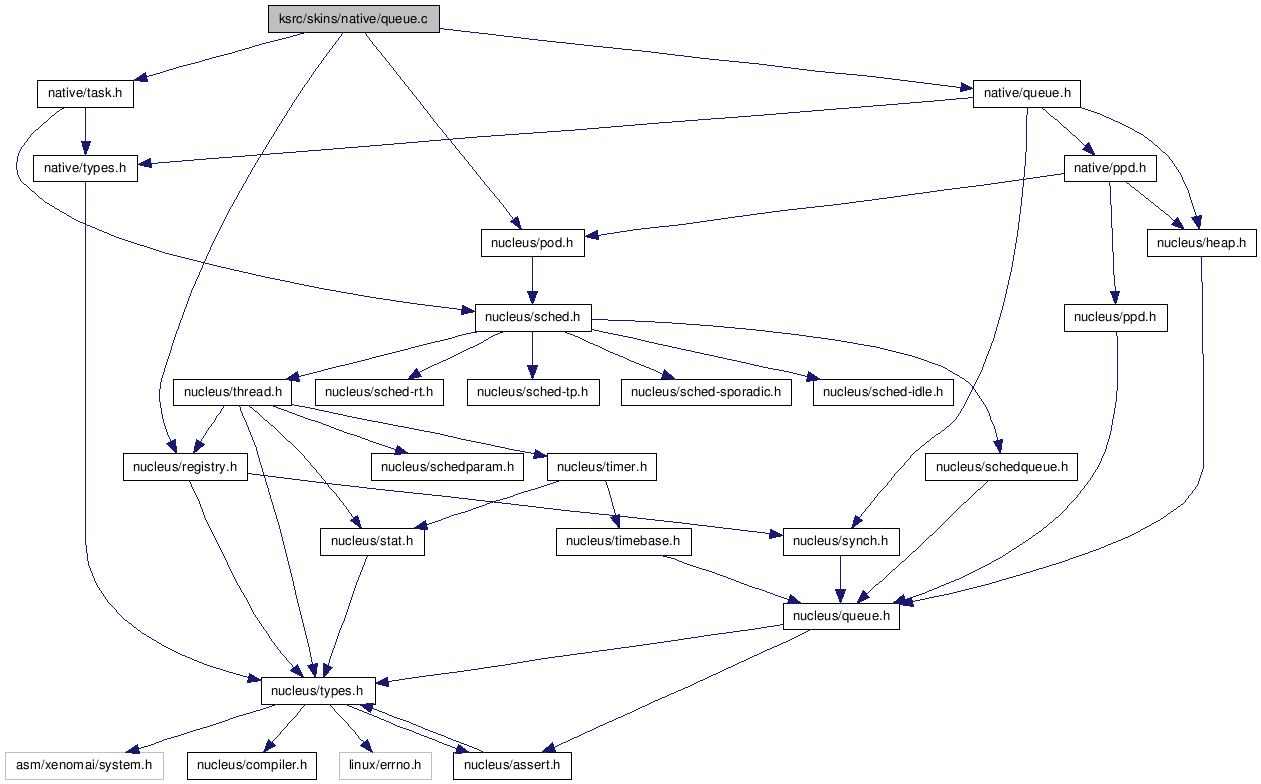 ksrc/skins/native/queue.c
native/task.h
native/queue.h
native/types.h
native/ppd.h
nucleus/pod.h
nucleus/heap.h
nucleus/sched.h
nucleus/ppd.h
nucleus/thread.h
nucleus/sched-rt.h
nucleus/sched-tp.h
nucleus/sched-sporadic.h
nucleus/sched-idle.h
nucleus/registry.h
nucleus/schedparam.h
nucleus/timer.h
nucleus/schedqueue.h
nucleus/stat.h
nucleus/timebase.h
nucleus/synch.h
nucleus/queue.h
nucleus/types.h
asm/xenomai/system.h
nucleus/compiler.h
linux/errno.h
nucleus/assert.h